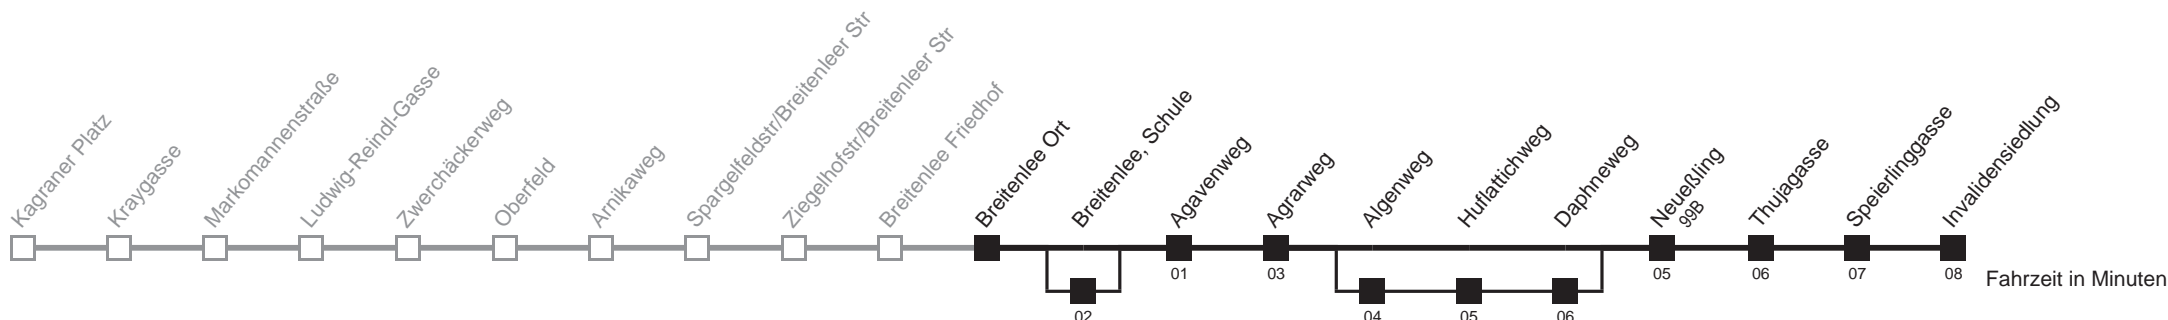 Kagraner Platz
Kraygasse
Markomannenstraße
Ludwig-Reindl-Gasse
Zwerchäckerweg
Oberfeld
Arnikaweg
Spargelfeldstr/Breitenleer Str
Ziegelhofstr/Breitenleer Str
Breitenlee Friedhof
Breitenlee Ort
Breitenlee, Schule
Agavenweg
Agrarweg
Algenweg
Huflattichweg
Daphneweg
Neueßling
99B
Thujagasse
Speierlinggasse
Invalidensiedlung
01
03
05
06
07
08
Fahrzeit in Minuten
02
04
05
06